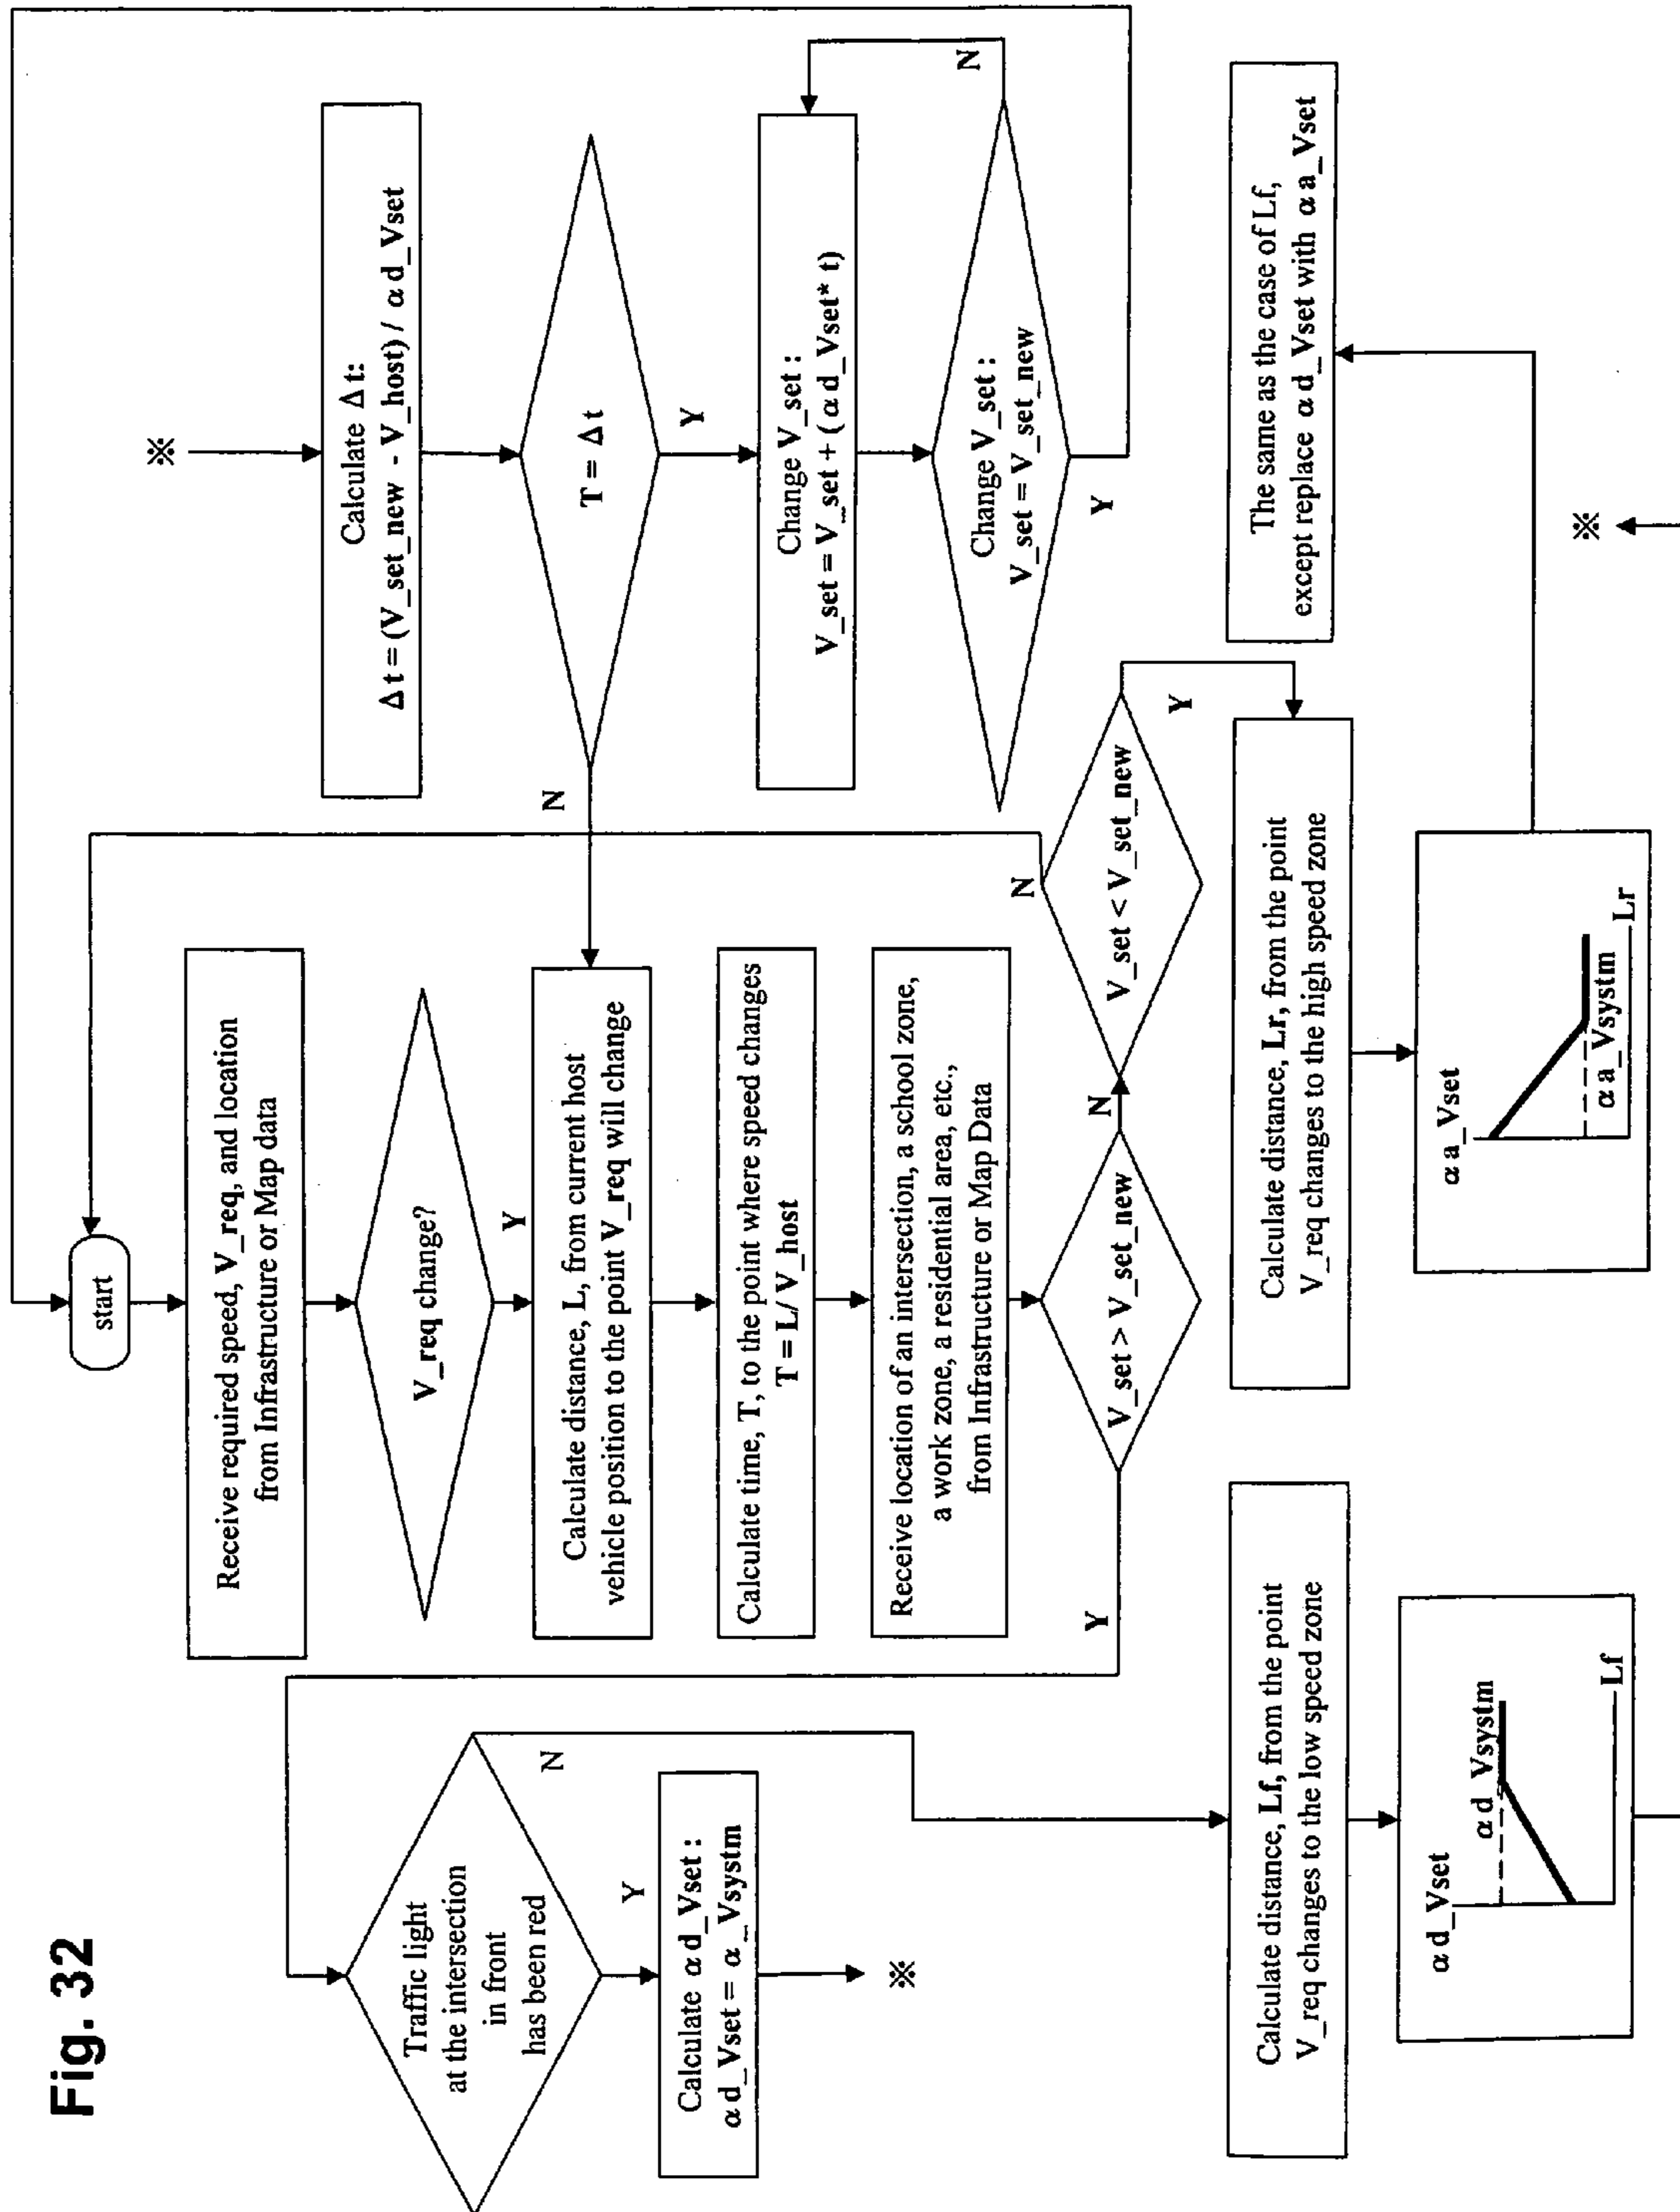 Fig. 32
start
Receive required speed, V_req, and location
from Infrastructure or Map data
V_req change?
Y
Calculate distance, L, from current host
vehicle position to the point V_req will change
Calculate time, T, to the point where speed changes
T = L/ V_host
Receive location of an intersection, a school zone,
a work zone, a residential area, etc.,
from Infrastructure or Map Data
V_set > V_set_new
Y
N
V_set < V_set_new
N
Y
Traffic light
at the intersection
in front
has been red
N
Y
Calculate α d_Vset :
α d_Vset = α_Vsystm
※
Calculate distance, Lf, from the point
V_req changes to the low speed zone
α d_Vset
α d_Vsystm
Lf
※
Calculate distance, Lr, from the point
V_req changes to the high speed zone
α a_Vset
α a_Vsystm
Lr
The same as the case of Lf,
except replace α d_Vset with α a_Vset
※
Calculate Δ t:
Δ t = (V_set_new - V_host) / α d_Vset
T = Δ t
N
Y
Change V_set :
V_set = V_set + ( α d_Vset* t)
Change V_set :
V_set = V_set_new
N
Y